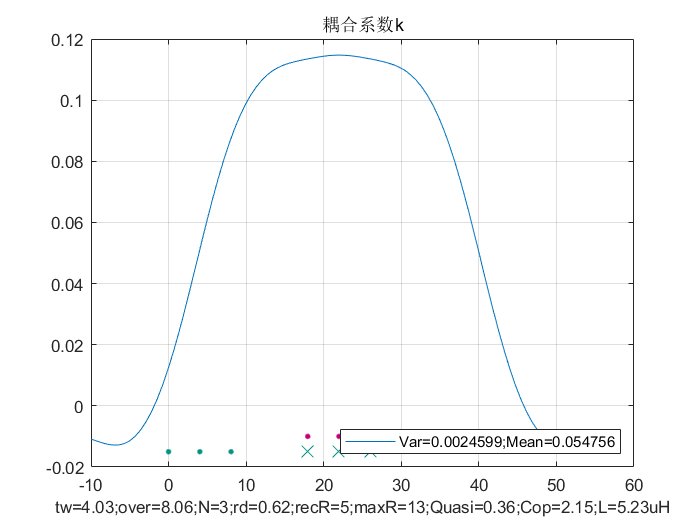 耦合系数k
0.12
0.1
0.08
0.06
0.04
0.02
0
-0.02
Var=0.0024599;Mean=0.054756
-10 0 10 20 30 40 50 60
tw=4.03;over=8.06;N=3;rd=0.62;recR=5;maxR=13;Quasi=0.36;Cop=2.15;L=5.23uH